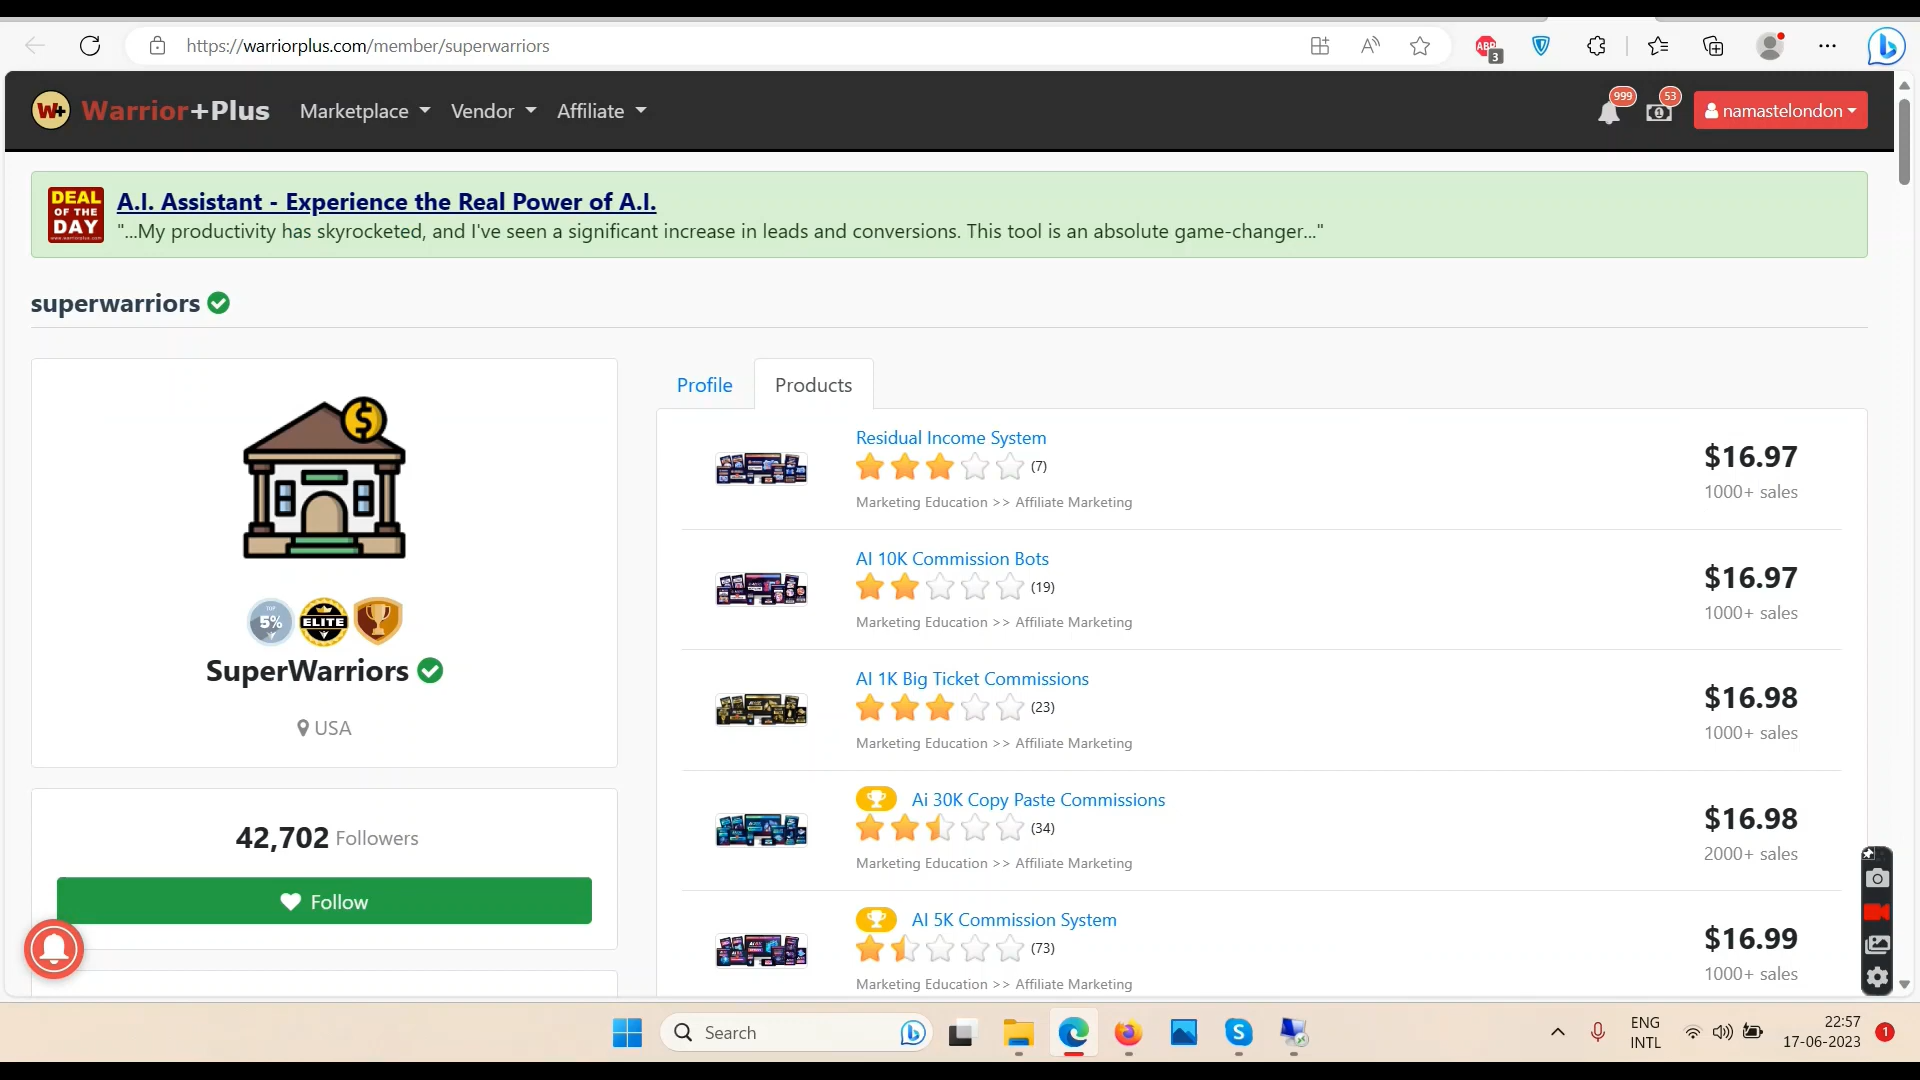 https://warriorplus.com/member/superwarriors
ABP
3
W+ Warrior+Plus
Marketplace
Vendor
Affiliate
999
53
namastelondon
DEAL
OF THE
DAY
A.I. Assistant - Experience the Real Power of A.I.
"...My productivity has skyrocketed, and I've seen a significant increase in leads and conversions. This tool is an absolute game-changer..."
superwarriors
TOP
5%
ELITE
SuperWarriors
USA
42,702 Followers
Follow
Profile
Products
Residual Income System
(7)
Marketing Education >> Affiliate Marketing
$16.97
1000+ sales
AI 10K Commission Bots
(19)
Marketing Education >> Affiliate Marketing
$16.97
1000+ sales
AI 1K Big Ticket Commissions
(23)
Marketing Education >> Affiliate Marketing
$16.98
1000+ sales
Ai 30K Copy Paste Commissions
(34)
Marketing Education >> Affiliate Marketing
$16.98
2000+ sales
AI 5K Commission System
(73)
Marketing Education >> Affiliate Marketing
$16.99
1000+ sales
Search
ENG
INTL
22:57
17-06-2023
1